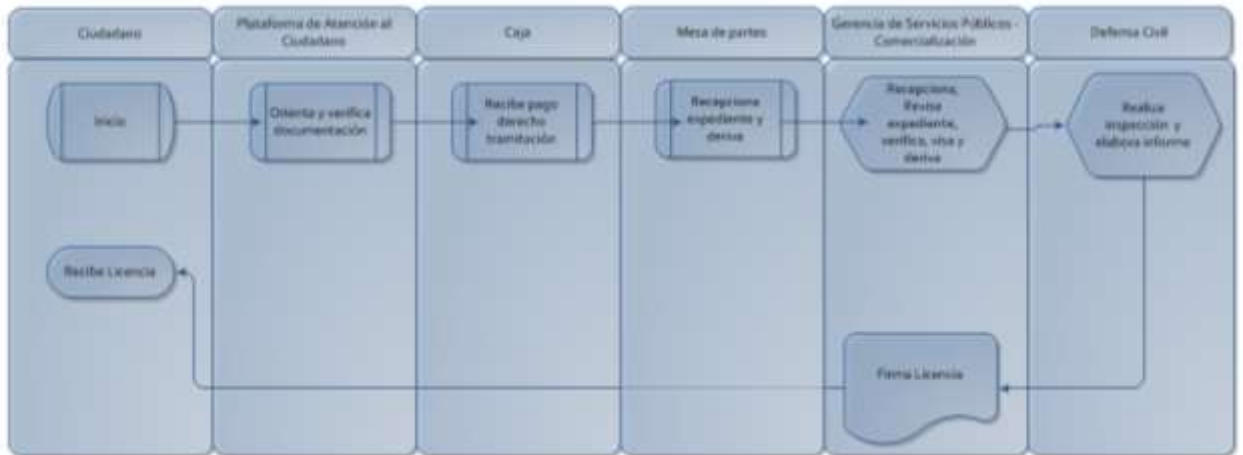 Ciudadano
Plataforma de Atención al
Ciudadano
Caja
Mesa de partes
Gerencia de Servicios Públicos -
Comercialización
Defensa Civil
Inicio
Orienta y verifica
documentación
Recibe pago
derecho
tramitación
Recepciona
expediente y
deriva
Recepciona,
Revisa
expediente,
verifica, visa y
deriva
Realiza
inspección y
elabora informe
Recibe Licencia
Firma Licencia